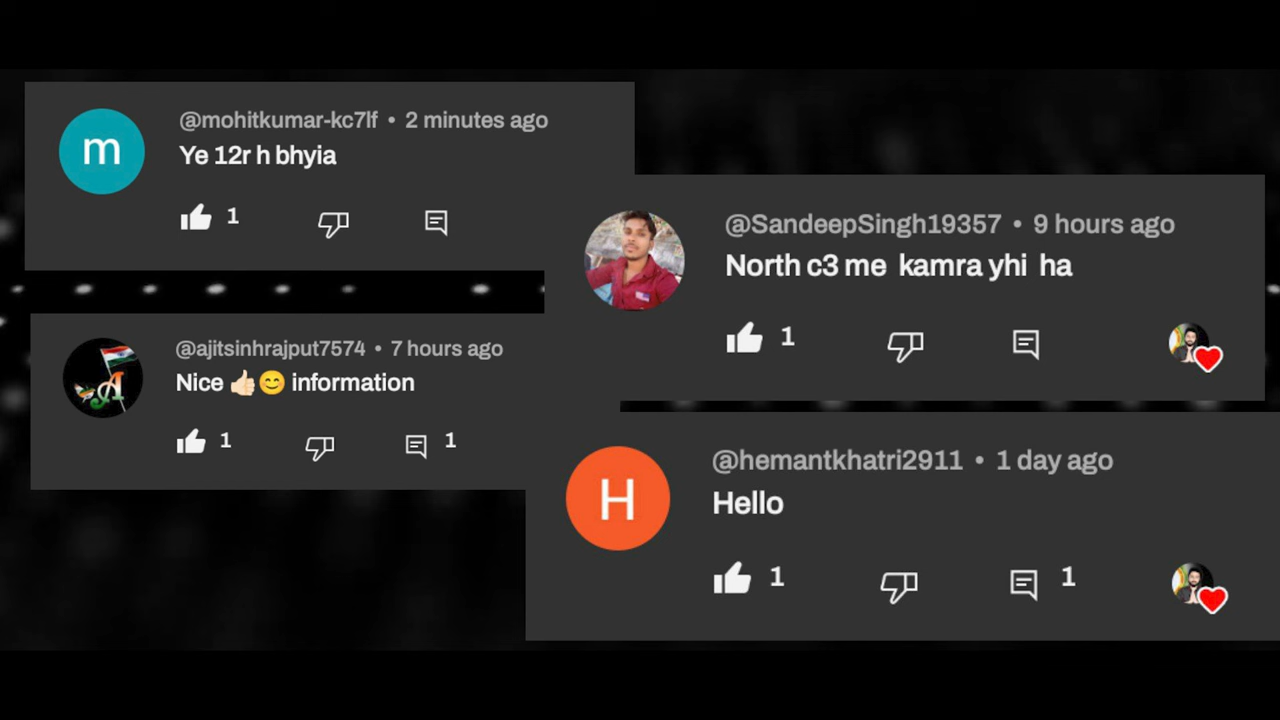 m
@mohitkumar-kc7lf • 2 minutes ago
Ye 12r h bhyia
1
@SandeepSingh19357 • 9 hours ago
North c3 me kamra yhi ha
1
A
@ajitsinhrajput7574 • 7 hours ago
Nice 👍🏻😊 information
1 1
H
@hemantkhatri2911 • 1 day ago
Hello
1 1